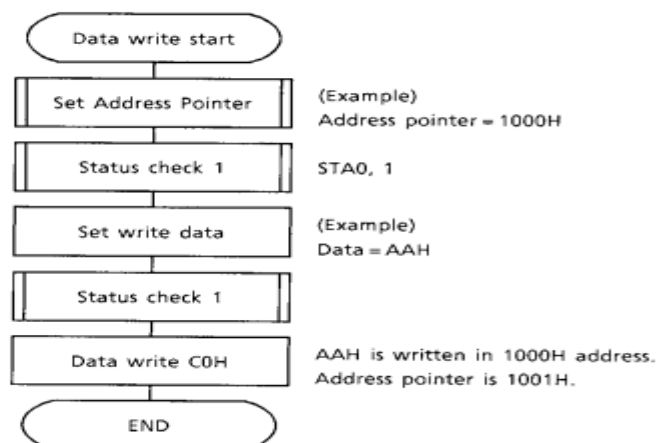 Data write start
Set Address Pointer
(Example)
Address pointer = 1000H
Status check 1
STA0, 1
Set write data
(Example)
Data = AAH
Status check 1
Data write C0H
AAH is written in 1000H address.
Address pointer is 1001H.
END